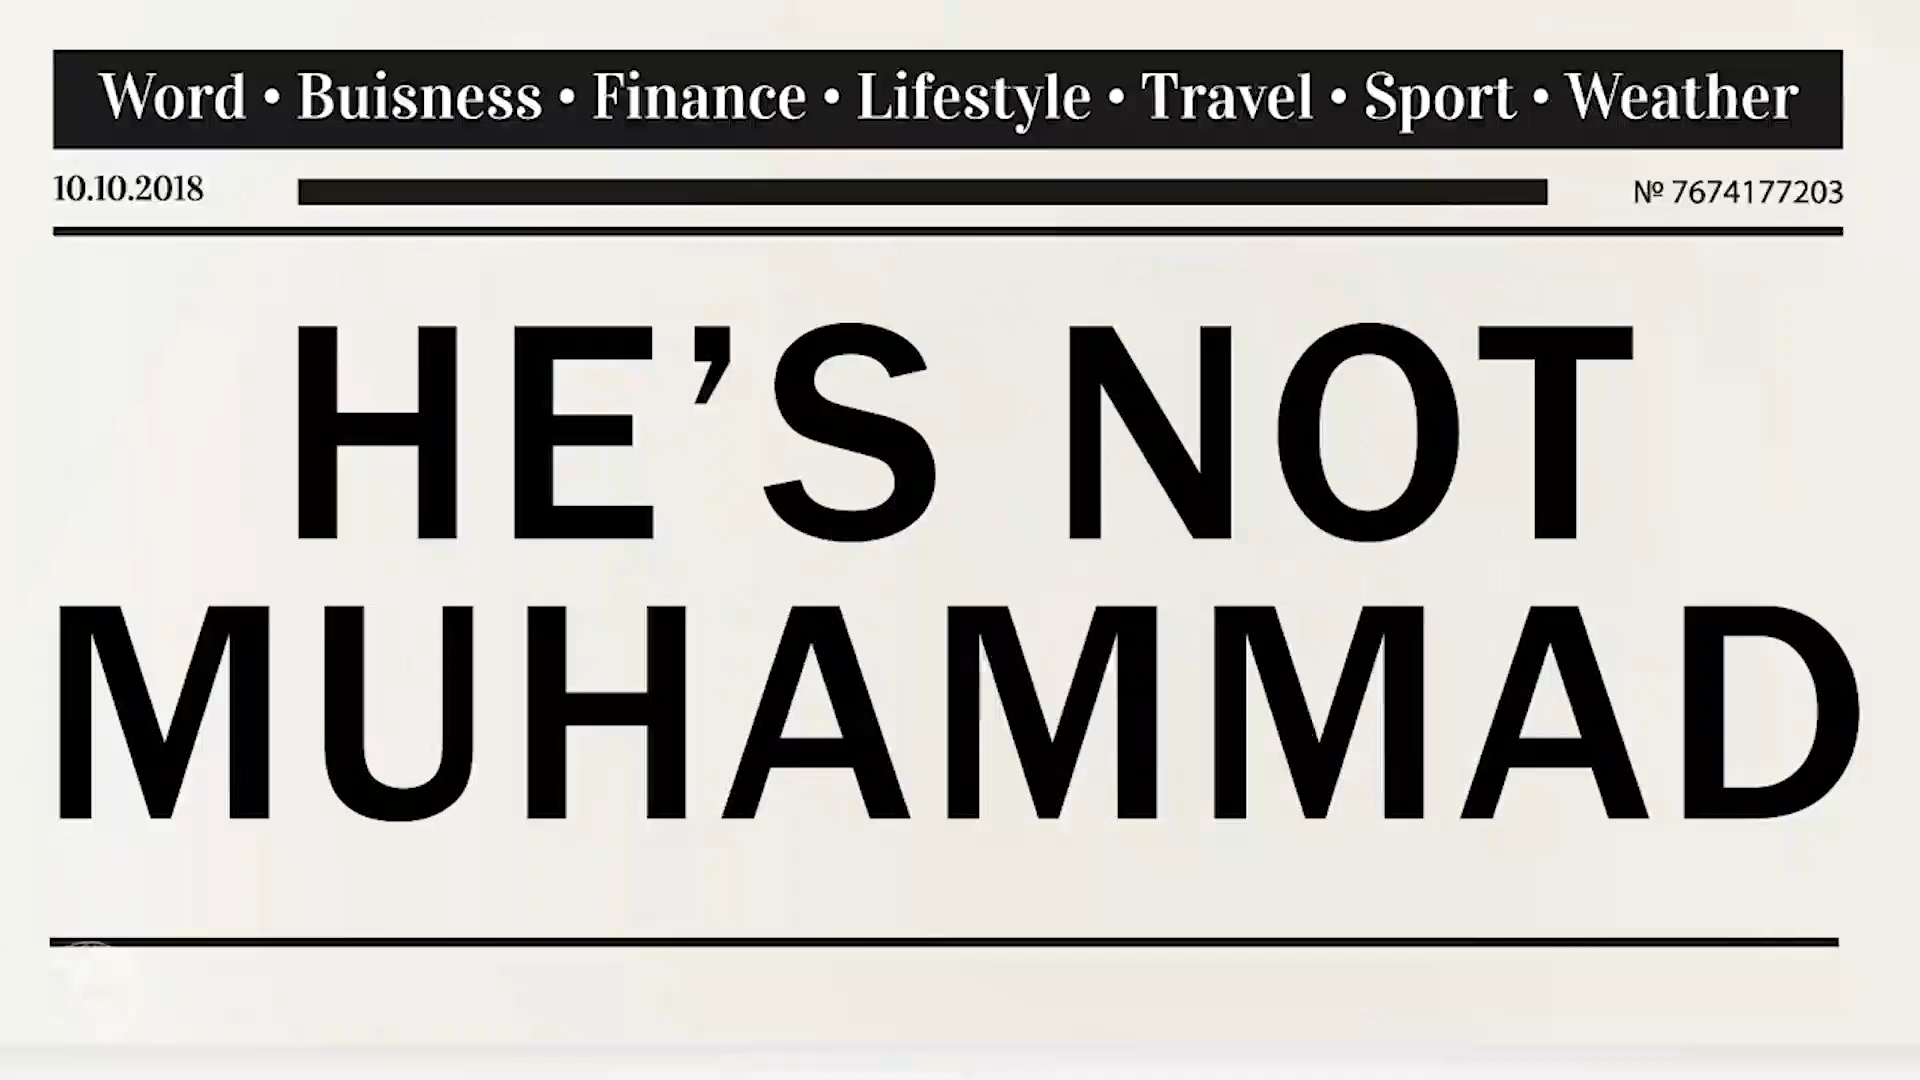 Word • Buisness • Finance • Lifestyle • Travel • Sport • Weather
10.10.2018 № 7674177203
HE’S NOT
MUHAMMAD